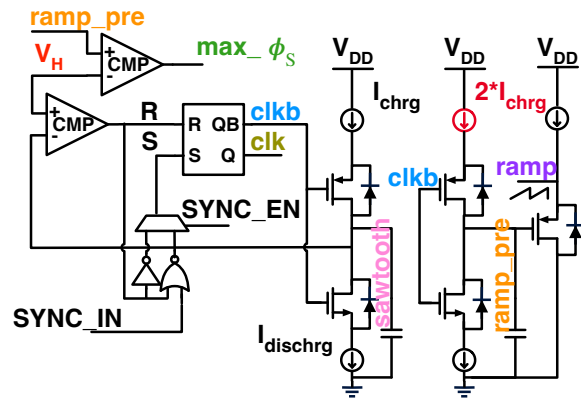 ramp_pre
V_H
+
-
CMP
max_ ϕ_S
+
-
CMP
R
S
R QB
S Q
clkb
clk
SYNC_EN
SYNC_IN
V_DD
I_chrg
sawtooth
I_dischrg
V_DD
2*I_chrg
clkb
ramp_pre
V_DD
ramp